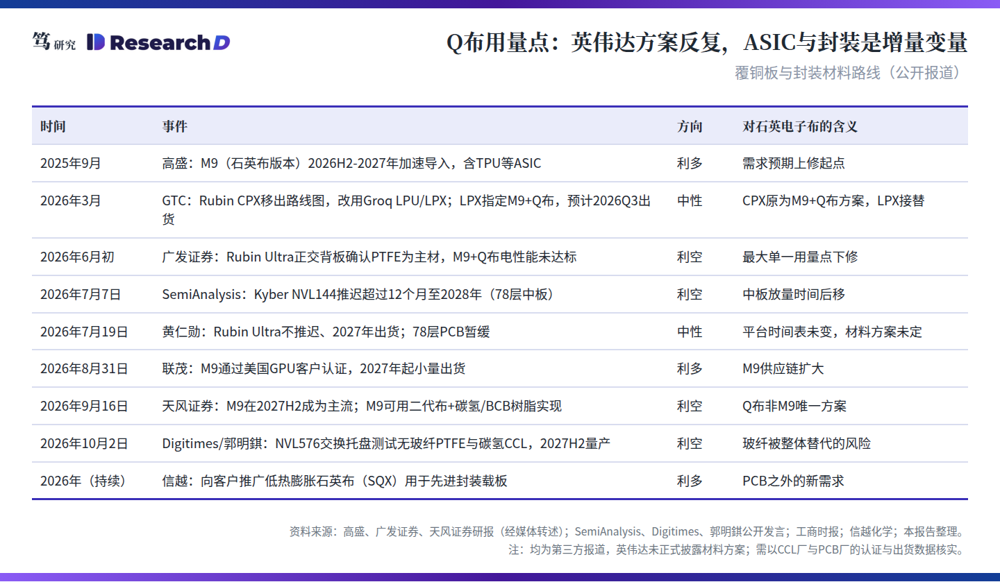 笃 研究 ResearchD
Q布用量点：英伟达方案反复，ASIC与封装是增量变量
覆铜板与封装材料路线（公开报道）
时间 事件 方向 对石英电子布的含义
2025年9月 高盛：M9（石英布版本）2026H2-2027年加速导入，含TPU等ASIC 利多 需求预期上修起点
2026年3月 GTC：Rubin CPX移出路线图，改用Groq LPU/LPX；LPX指定M9+Q布，预计2026Q3出 中性 CPX原为M9+Q布方案，LPX接替
货
2026年6月初 广发证券：Rubin Ultra正交背板确认PTFE为主材，M9+Q布电性能未达标 利空 最大单一用量点下修
2026年7月7日 SemiAnalysis：Kyber NVL144推迟超过12个月至2028年（78层中板） 利空 中板放量时间后移
2026年7月19日 黄仁勋：Rubin Ultra不推迟、2027年出货；78层PCB暂缓 中性 平台时间表未变，材料方案未定
2026年8月31日 联茂：M9通过美国GPU客户认证，2027年起小量出货 利多 M9供应链扩大
2026年9月16日 天风证券：M9在2027H2成为主流；M9可用二代布+碳氢/BCB树脂实现 利空 Q布非M9唯一方案
2026年10月2日 Digitimes/郭明錤：NVL576交换托盘测试无玻纤PTFE与碳氢CCL，2027H2量产 利空 玻纤被整体替代的风险
2026年（持续） 信越：向客户推广低热膨胀石英布（SQX）用于先进封装载板 利多 PCB之外的新需求
资料来源：高盛、广发证券、天风证券研报（经媒体转述）；SemiAnalysis、Digitimes、郭明錤公开发言；工商时报；信越化学；本报告整理。
注：均为第三方报道，英伟达未正式披露材料方案；需以CCL厂与PCB厂的认证与出货数据核实。